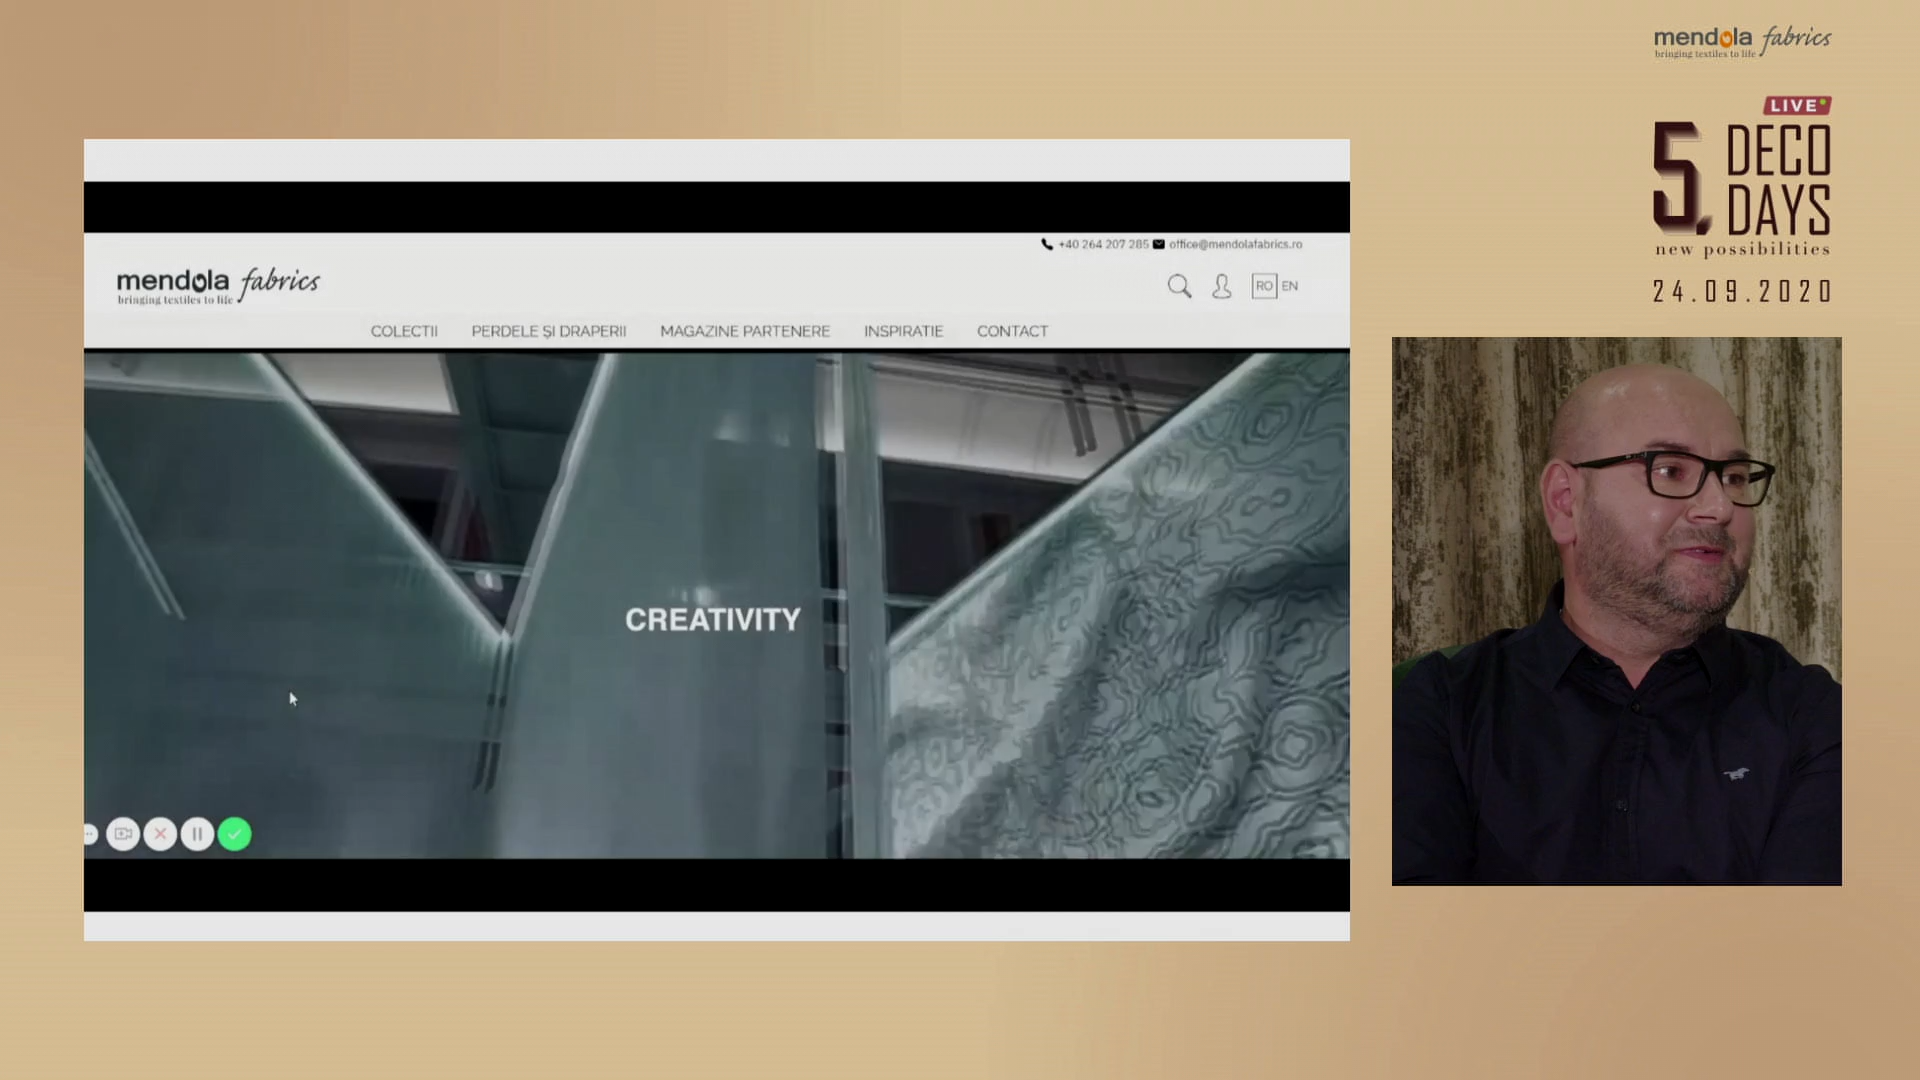 mendola fabrics
bringing textiles to life
LIVE
5. DECO DAYS
new possibilities
24.09.2020
+40 264 207 285 office@mendolafabrics.ro
mendola fabrics
bringing textiles to life
RO EN
COLECTII PERDELE ȘI DRAPERII MAGAZINE PARTENERE INSPIRATIE CONTACT
CREATIVITY